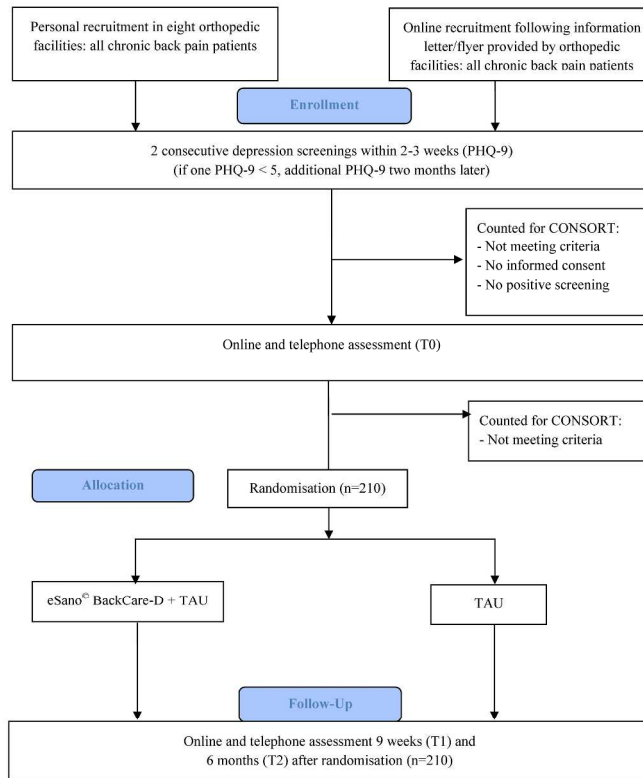 Personal recruitment in eight orthopedic
facilities: all chronic back pain patients
Online recruitment following information
letter/flyer provided by orthopedic
facilities: all chronic back pain patients
Enrollment
2 consecutive depression screenings within 2-3 weeks (PHQ-9)
(if one PHQ-9 < 5, additional PHQ-9 two months later)
Counted for CONSORT:
- Not meeting criteria
- No informed consent
- No positive screening
Online and telephone assessment (T0)
Counted for CONSORT:
- Not meeting criteria
Allocation
Randomisation (n=210)
eSano© BackCare-D + TAU
TAU
Follow-Up
Online and telephone assessment 9 weeks (T1) and
6 months (T2) after randomisation (n=210)